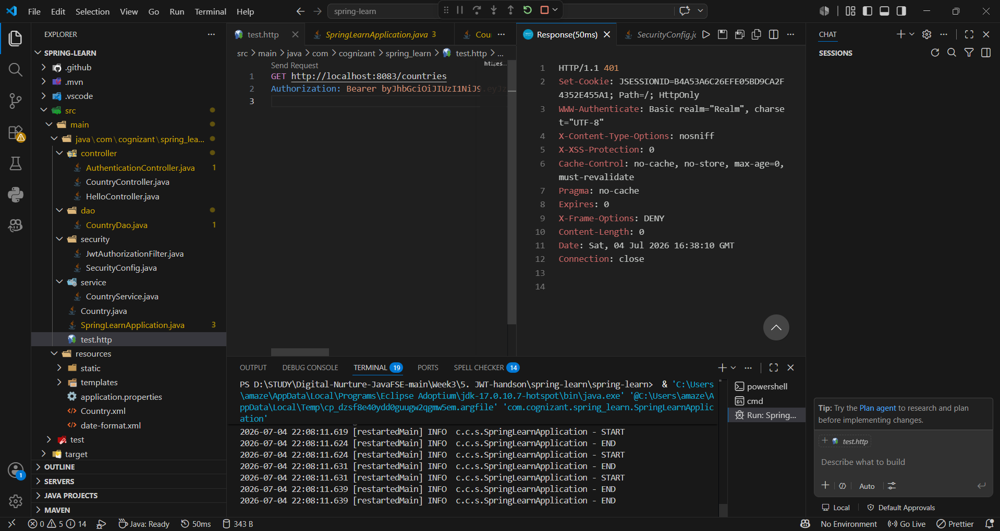 File Edit Selection View Go Run Terminal Help
spring-learn
EXPLORER
SPRING-LEARN
.github
.mvn
.vscode
src
main
java\com\cognizant\spring_lea...
controller
AuthenticationController.java 1
CountryController.java
HelloController.java
dao
CountryDao.java 1
security
JwtAuthorizationFilter.java
SecurityConfig.java
service
CountryService.java
Country.java
SpringLearnApplication.java 3
test.http
resources
static
templates
application.properties
Country.xml
date-format.xml
test
target
OUTLINE
SERVERS
JAVA PROJECTS
MAVEN
test.http
SpringLearnApplication.java 3
Cou
src > main > java > com > cognizant > spring_learn > test.http > ...
Send Request
1 GET http://localhost:8083/countries
2 Authorization: Bearer byJhbGciOiJIUzI1NiJ9.eyJz
3
Response(50ms)
SecurityConfig.jc
1 HTTP/1.1 401
2 Set-Cookie: JSESSIONID=B4A53A6C26EFE05BD9CA2F
4352E455A1; Path=/; HttpOnly
3 WWW-Authenticate: Basic realm="Realm", charse
t="UTF-8"
4 X-Content-Type-Options: nosniff
5 X-XSS-Protection: 0
6 Cache-Control: no-cache, no-store, max-age=0,
must-revalidate
7 Pragma: no-cache
8 Expires: 0
9 X-Frame-Options: DENY
10 Content-Length: 0
11 Date: Sat, 04 Jul 2026 16:38:10 GMT
12 Connection: close
13
14
OUTPUT DEBUG CONSOLE TERMINAL 19 PORTS SPELL CHECKER 14
PS D:\STUDY\Digital-Nurture-JavaFSE-main\Week3\5. JWT-handson\spring-learn\spring-learn> & 'C:\Users
\amaze\AppData\Local\Programs\Eclipse Adoptium\jdk-17.0.10.7-hotspot\bin\java.exe' '@C:\Users\amaze\A
ppData\Local\Temp\cp_dzsf8e40ydd0guugw2qgmw5em.argfile' 'com.cognizant.spring_learn.SpringLearnApplic
ation'
2026-07-04 22:08:11.619 [restartedMain] INFO c.c.s.SpringLearnApplication - START
2026-07-04 22:08:11.624 [restartedMain] INFO c.c.s.SpringLearnApplication - END
2026-07-04 22:08:11.624 [restartedMain] INFO c.c.s.SpringLearnApplication - START
2026-07-04 22:08:11.631 [restartedMain] INFO c.c.s.SpringLearnApplication - END
2026-07-04 22:08:11.631 [restartedMain] INFO c.c.s.SpringLearnApplication - START
2026-07-04 22:08:11.639 [restartedMain] INFO c.c.s.SpringLearnApplication - END
2026-07-04 22:08:11.639 [restartedMain] INFO c.c.s.SpringLearnApplication - END
powershell
cmd
Run: Spring...
CHAT
SESSIONS
Tip: Try the Plan agent to research and plan
before implementing changes.
test.http
Describe what to build
Auto
Local Default Approvals
1
0 5 14 Java: Ready 50ms 343 B
No Environment Go Live Prettier